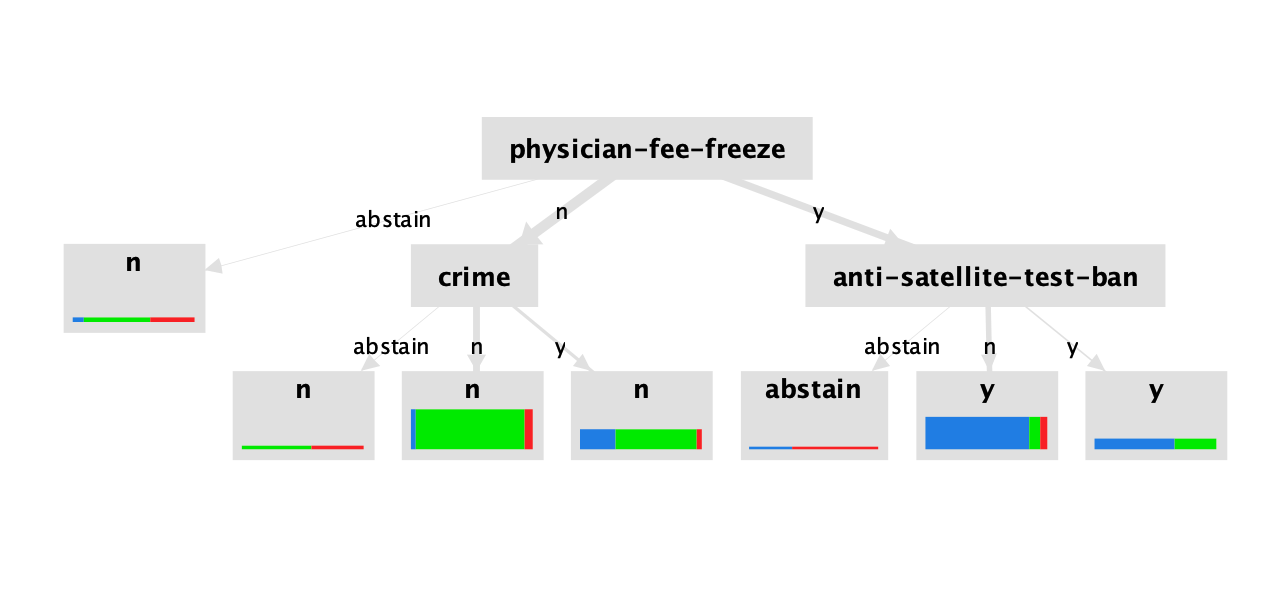 physician-fee-freeze
abstain
n
y
n
crime
anti-satellite-test-ban
abstain
n
y
abstain
n
y
n
n
n
abstain
y
y